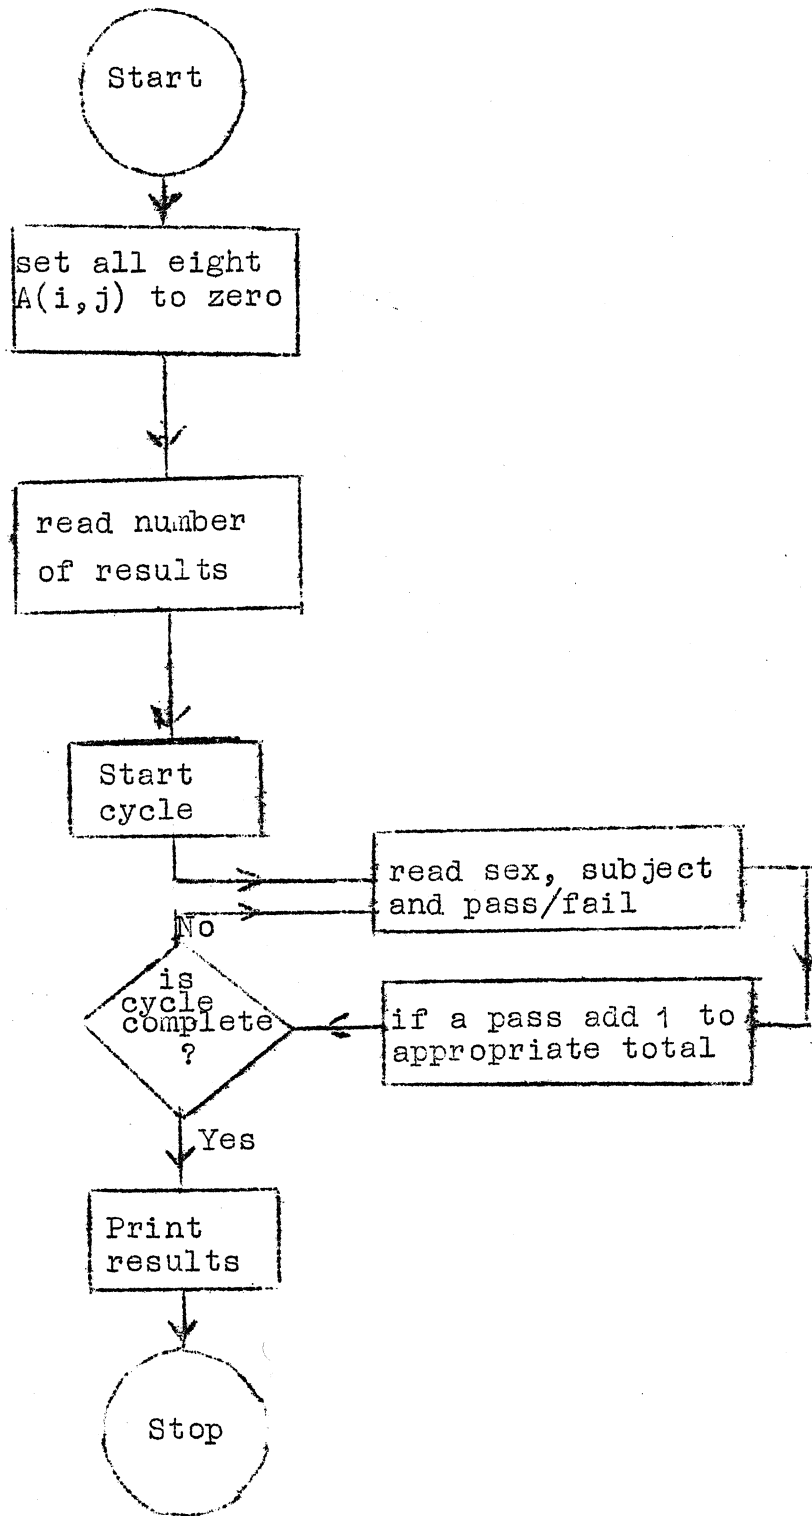 Start
set all eight
A(i,j) to zero
read number
of results
Start
cycle
read sex, subject
and pass/fail
No
is
cycle
complete
?
if a pass add 1 to
appropriate total
Yes
Print
results
Stop